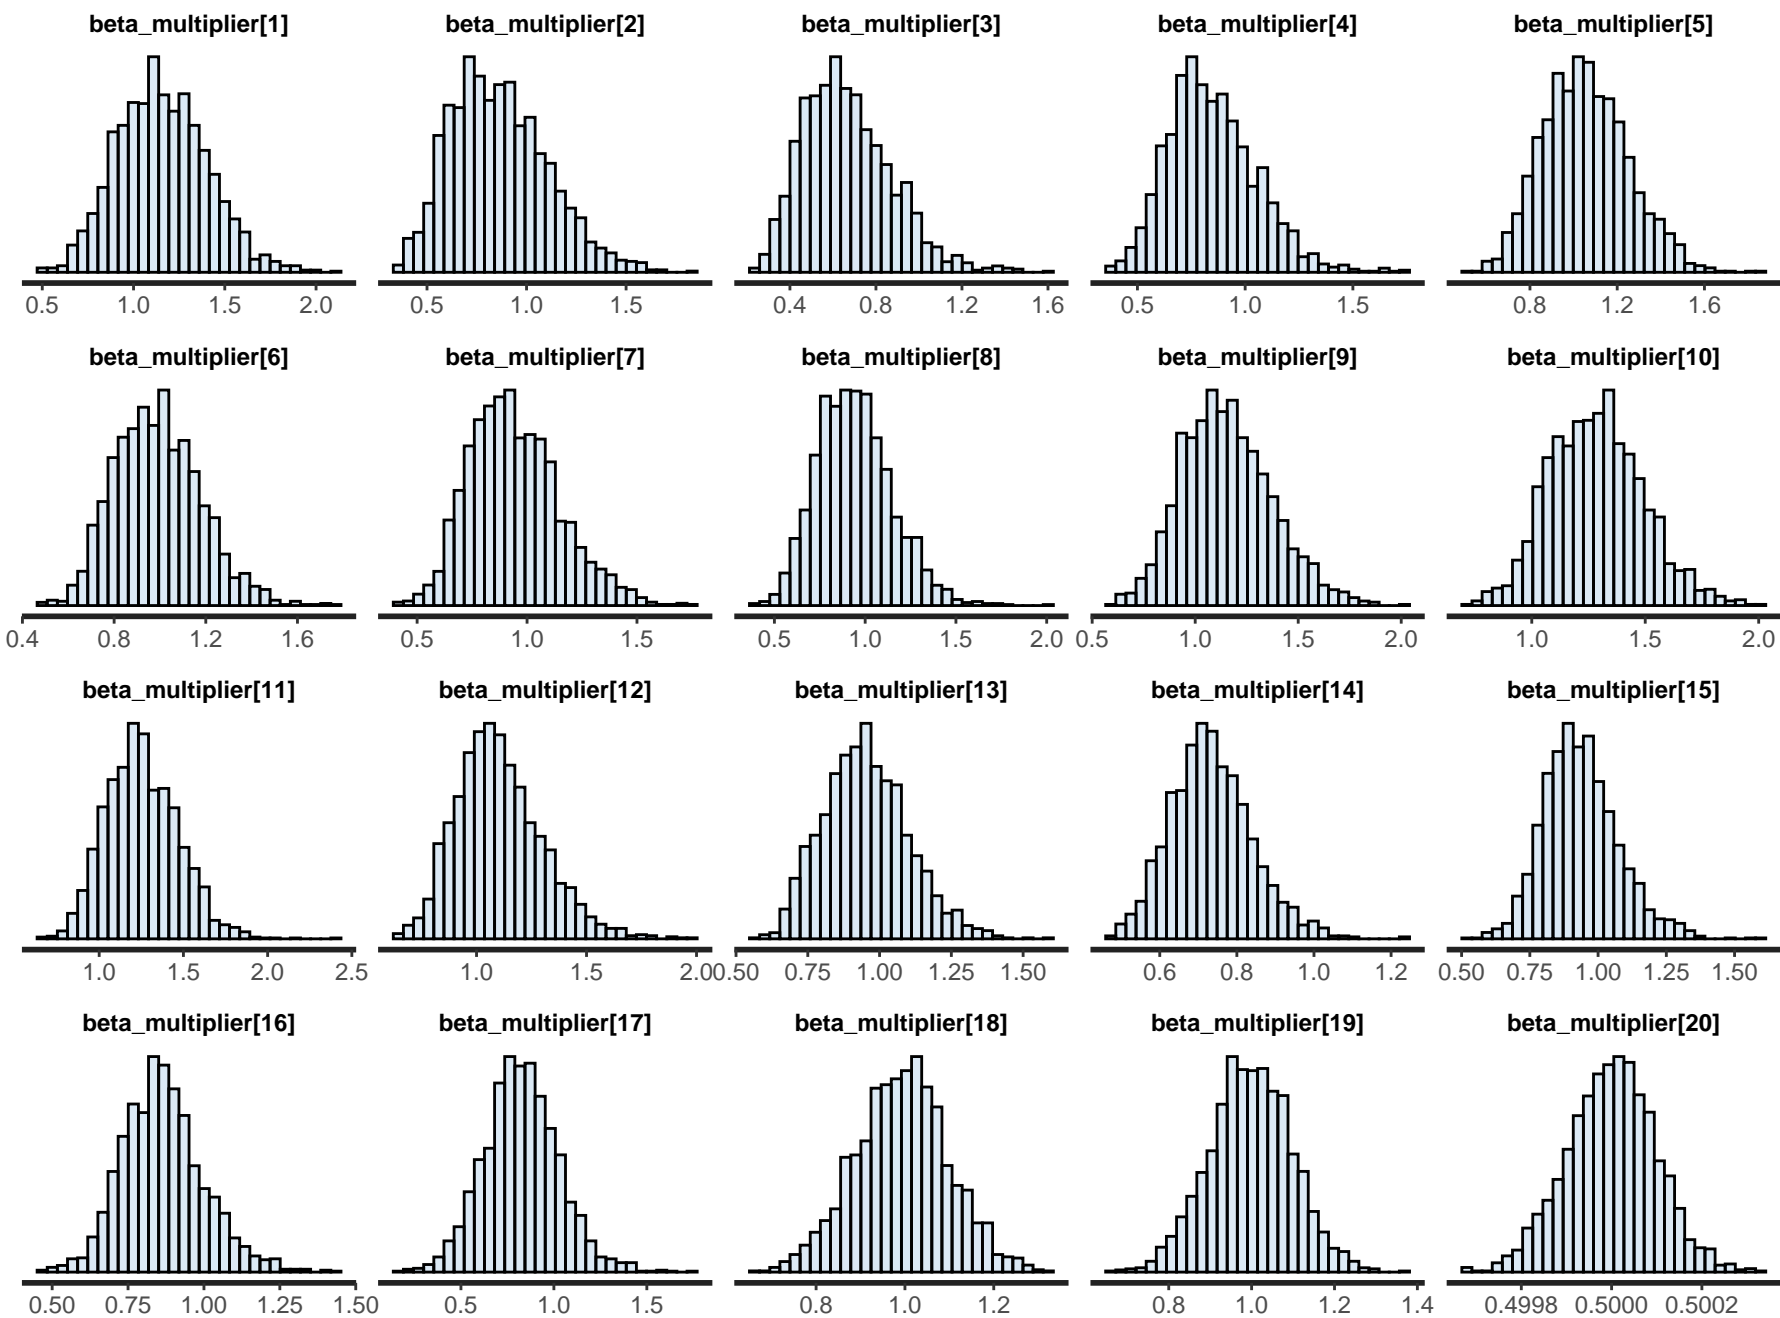 beta_multiplier[1] beta_multiplier[2] beta_multiplier[3] beta_multiplier[4] beta_multiplier[5]
0.5 1.0 1.5 2.0 0.5 1.0 1.5 0.4 0.8 1.2 1.6 0.5 1.0 1.5 0.8 1.2 1.6
beta_multiplier[6] beta_multiplier[7] beta_multiplier[8] beta_multiplier[9] beta_multiplier[10]
0.4 0.8 1.2 1.6 0.5 1.0 1.5 0.5 1.0 1.5 2.0 0.5 1.0 1.5 2.0 1.0 1.5 2.0
beta_multiplier[11] beta_multiplier[12] beta_multiplier[13] beta_multiplier[14] beta_multiplier[15]
1.0 1.5 2.0 2.5 1.0 1.5 2.0 0.50 0.75 1.00 1.25 1.50 0.6 0.8 1.0 1.2 0.50 0.75 1.00 1.25 1.50
beta_multiplier[16] beta_multiplier[17] beta_multiplier[18] beta_multiplier[19] beta_multiplier[20]
0.50 0.75 1.00 1.25 1.50 0.5 1.0 1.5 0.8 1.0 1.2 0.8 1.0 1.2 1.4 0.4998 0.5000 0.5002